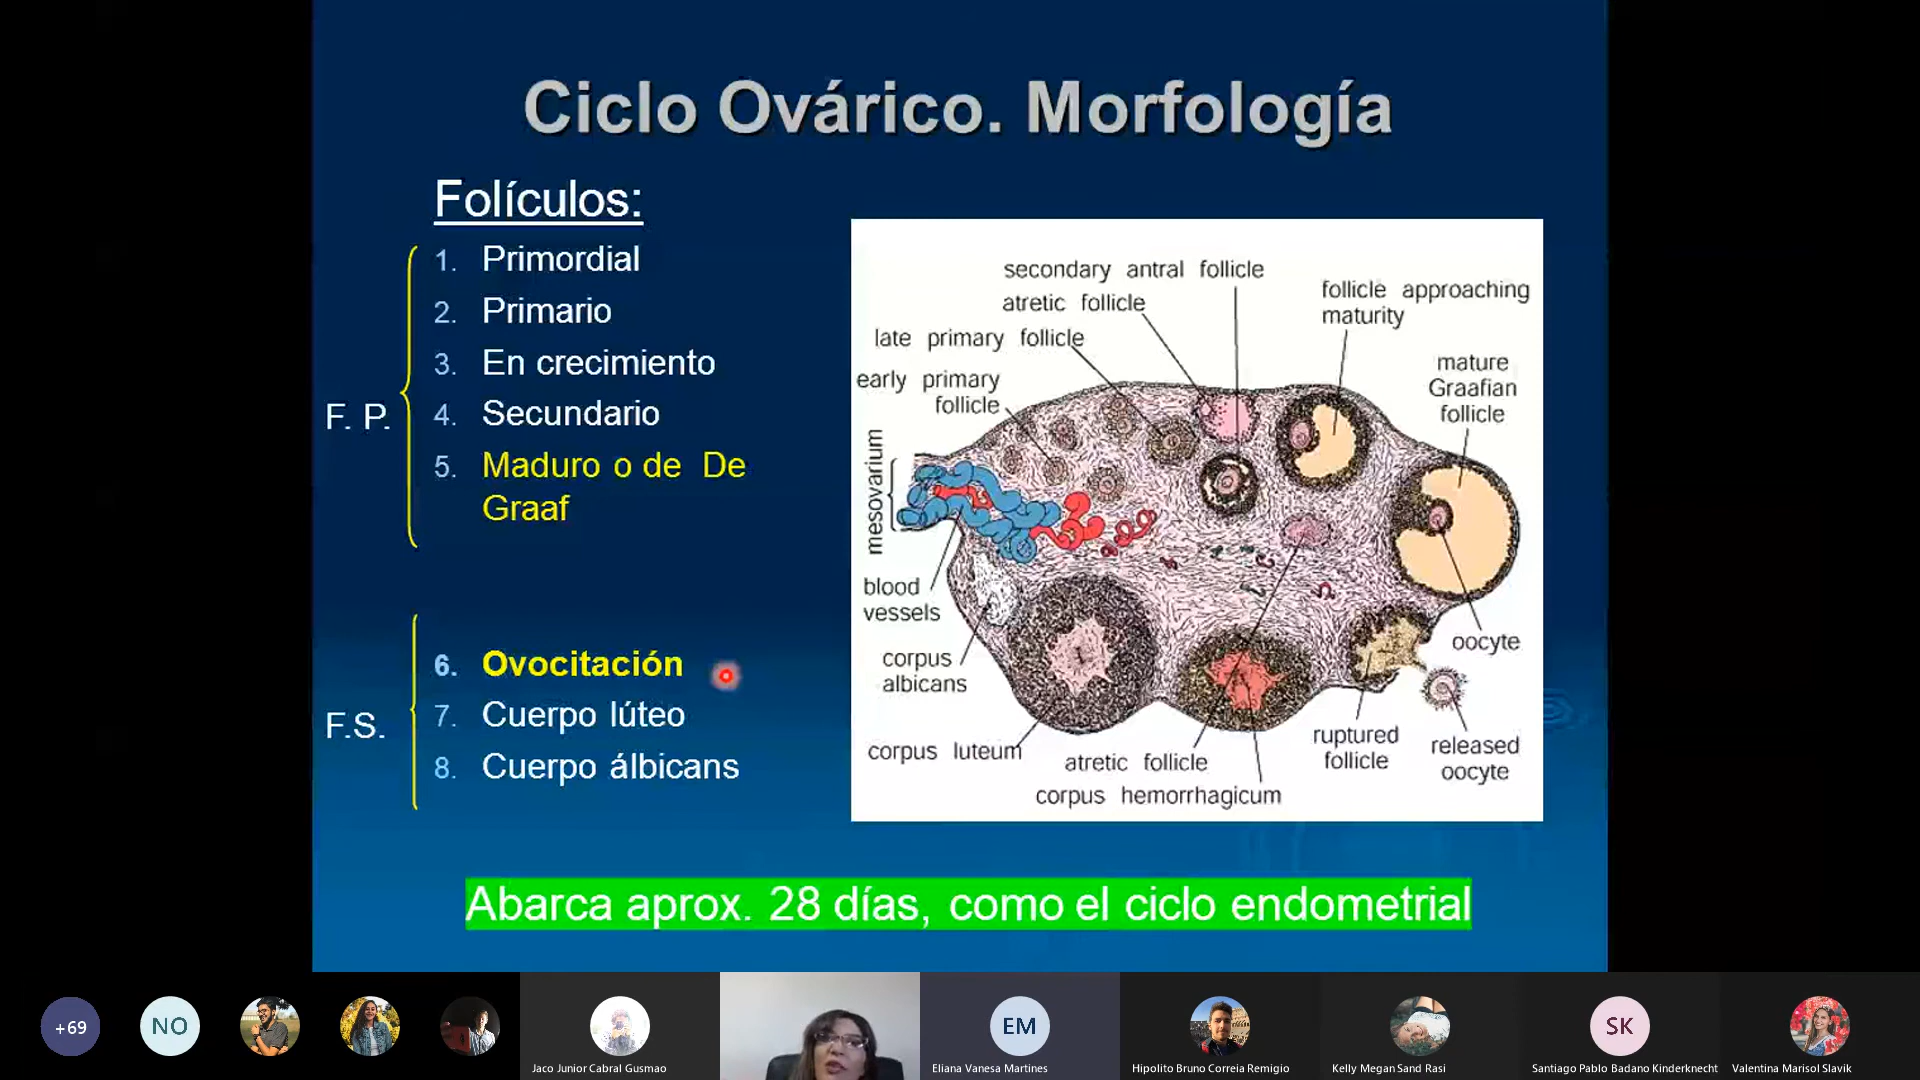 Ciclo Ovárico. Morfología
Folículos:
1. Primordial
2. Primario
3. En crecimiento
4. Secundario
5. Maduro o de De
Graaf
F. P.
6. Ovocitación
7. Cuerpo lúteo
8. Cuerpo álbicans
F.S.
secondary antral follicle
atretic follicle
late primary follicle
early primary
follicle
follicle approaching
maturity
mature
Graafian
follicle
mesovarium
blood
vessels
corpus
albicans
corpus luteum
atretic follicle
corpus hemorrhagicum
ruptured
follicle
released
oocyte
oocyte
Abarca aprox. 28 días, como el ciclo endometrial
+69
NO
Jaco Junior Cabral Gusmao
EM
Eliana Vanesa Martines
Hipolito Bruno Correia Remigio
Kelly Megan Sand Rasi
SK
Santiago Pablo Badano Kinderknecht
Valentina Marisol Slavik